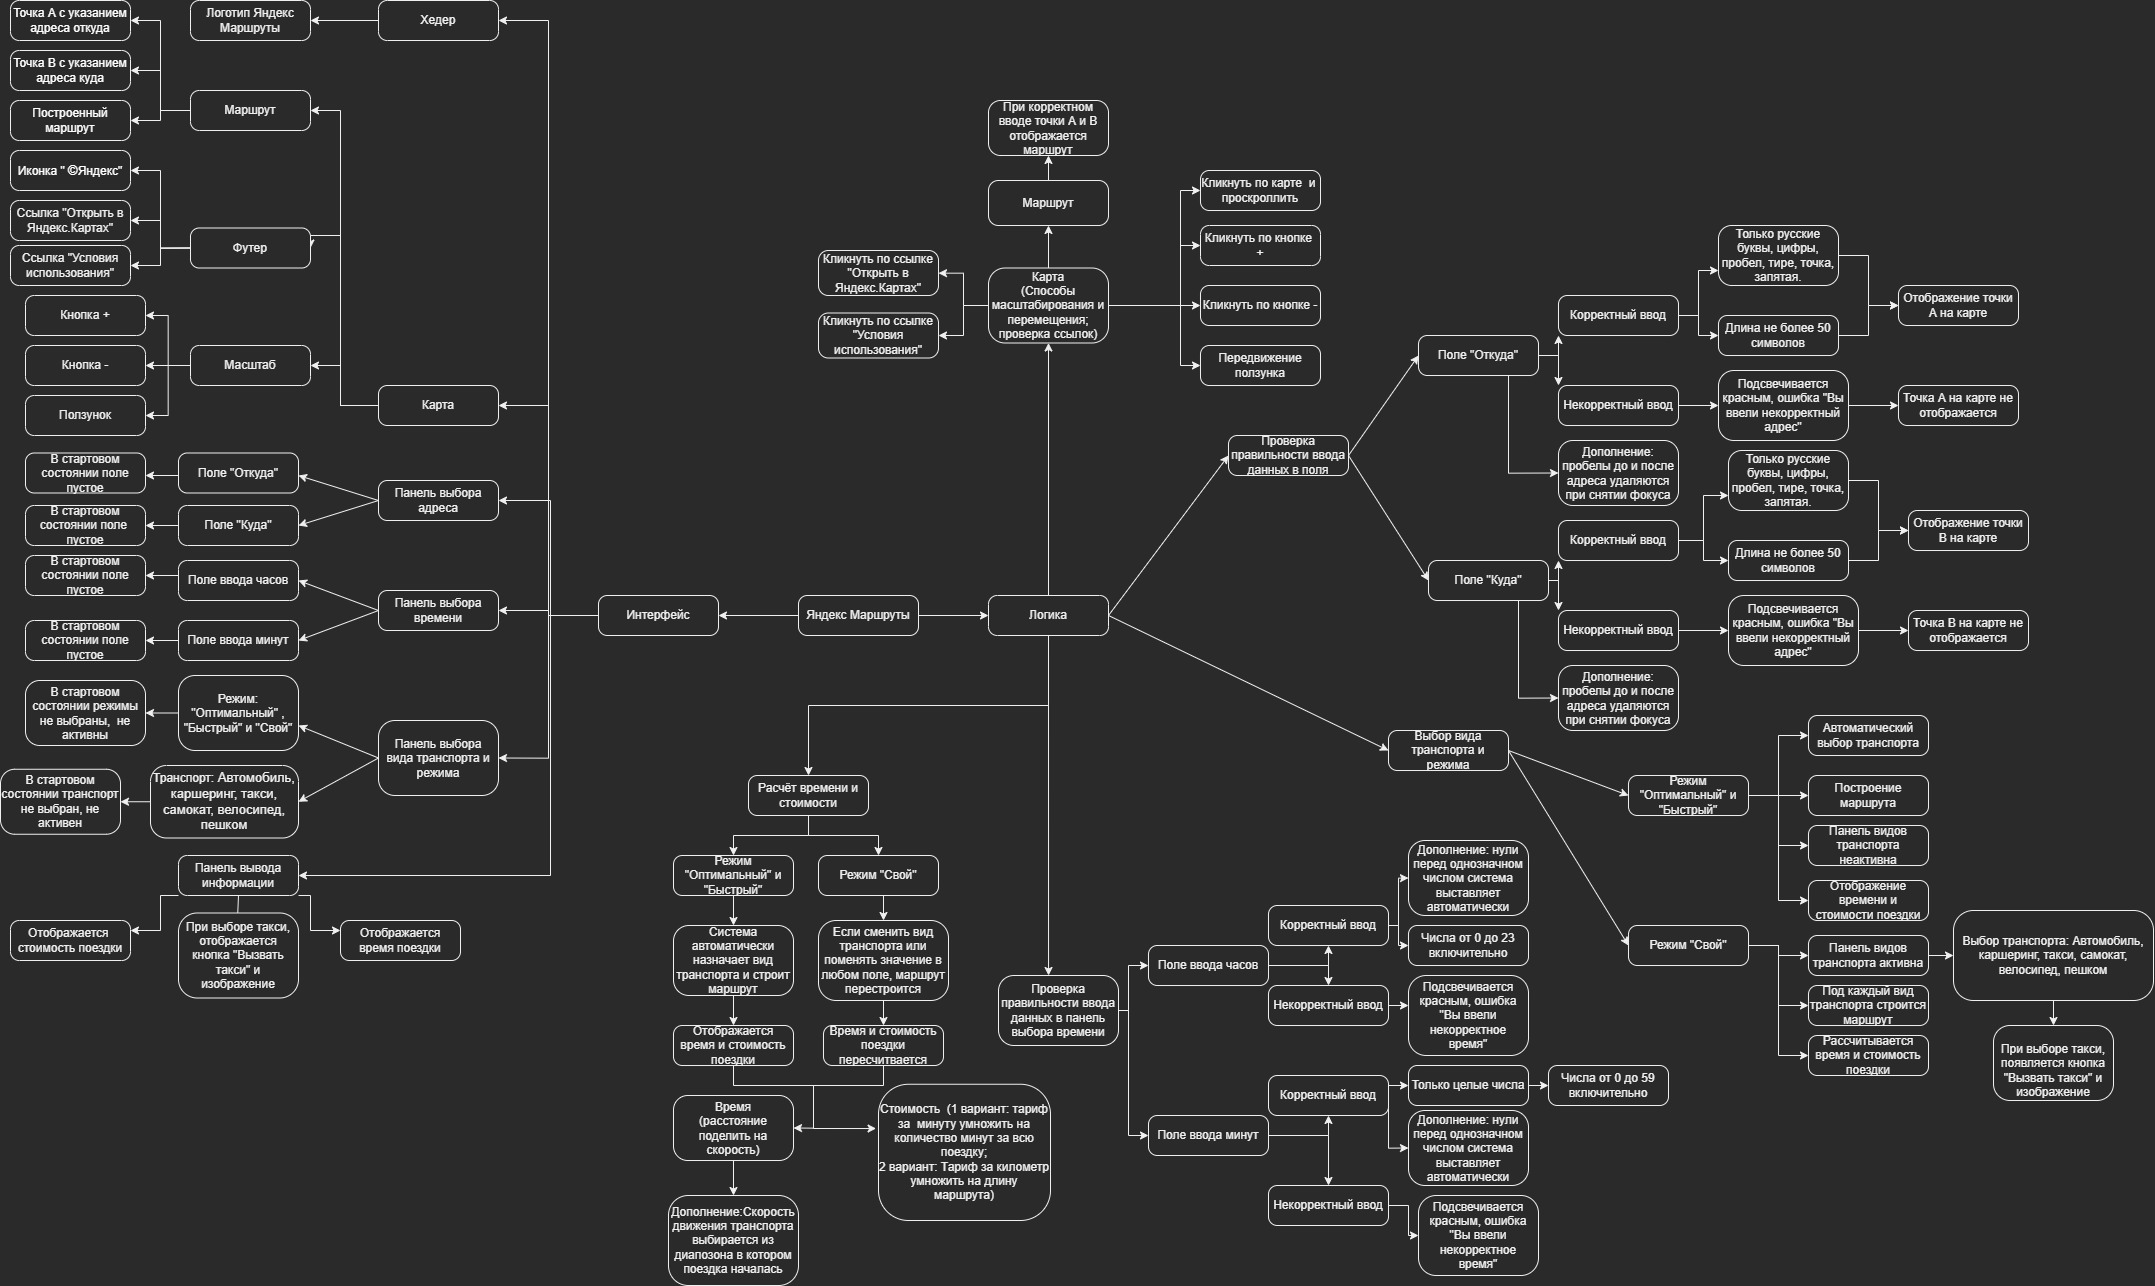 Точка А с указанием
адреса откуда
Логотип Яндекс
Маршруты
Хедер
Точка В с указанием
адреса куда
Маршрут
Построенный
маршрут
Иконка " ©Яндекс"
Ссылка "Открыть в
Яндекс.Картах"
Футер
Ссылка "Условия
использования"
Кнопка +
Кнопка -
Масштаб
Ползунок
Карта
В стартовом
состоянии поле
пустое
Поле "Откуда"
Панель выбора
адреса
В стартовом
состоянии поле
пустое
Поле "Куда"
В стартовом
состоянии поле
пустое
Поле ввода часов
Панель выбора
времени
В стартовом
состоянии поле
пустое
Поле ввода минут
В стартовом
состоянии режимы
не выбраны,  не
активны
Режим:
"Оптимальный" ,
"Быстрый" и "Свой"
Панель выбора
вида транспорта и
режима
В стартовом
состоянии транспорт
не выбран, не
активен
Транспорт: Автомобиль,
каршеринг, такси,
самокат, велосипед,
пешком
Панель вывода
информации
Отображается
стоимость поездки
При выборе такси,
отображается
кнопка "Вызвать
такси" и
изображение
Отображается
время поездки
Интерфейс
Яндекс Маршруты
Логика
При корректном
вводе точки А и В
отображается
маршрут
Маршрут
Карта
(Способы
масштабирования и
перемещения;
проверка ссылок)
Кликнуть по ссылке
"Открыть в
Яндекс.Картах"
Кликнуть по ссылке
"Условия
использования"
Кликнуть по карте  и
проскроллить
Кликнуть по кнопке
+
Кликнуть по кнопке -
Передвижение
ползунка
Проверка
правильности ввода
данных в поля
Поле "Откуда"
Корректный ввод
Только русские
буквы, цифры,
пробел, тире, точка,
запятая.
Длина не более 50
символов
Отображение точки
А на карте
Некорректный ввод
Подсвечивается
красным, ошибка "Вы
ввели некорректный
адрес"
Точка А на карте не
отображается
Дополнение:
пробелы до и после
адреса удаляются
при снятии фокуса
Поле "Куда"
Корректный ввод
Только русские
буквы, цифры,
пробел, тире, точка,
запятая.
Длина не более 50
символов
Отображение точки
В на карте
Некорректный ввод
Подсвечивается
красным, ошибка "Вы
ввели некорректный
адрес"
Точка В на карте не
отображается
Дополнение:
пробелы до и после
адреса удаляются
при снятии фокуса
Выбор вида
транспорта и
режима
Режим
"Оптимальный" и
"Быстрый"
Автоматический
выбор транспорта
Построение
маршрута
Панель видов
транспорта
неактивна
Отображение
времени и
стоимости поездки
Режим "Свой"
Панель видов
транспорта активна
Выбор транспорта: Автомобиль,
каршеринг, такси, самокат,
велосипед, пешком
Под каждый вид
транспорта строится
маршрут
Рассчитывается
время и стоимость
поездки
При выборе такси,
появляется кнопка
"Вызвать такси" и
изображение
Расчёт времени и
стоимости
Режим
"Оптимальный" и
"Быстрый"
Режим "Свой"
Система
автоматически
назначает вид
транспорта и строит
маршрут
Если сменить вид
транспорта или
поменять значение в
любом поле, маршрут
перестроится
Отображается
время и стоимость
поездки
Время и стоимость
поездки
пересчитвается
Время
(расстояние
поделить на
скорость)
Стоимость  (1 вариант: тариф
за  минуту умножить на
количество минут за всю
поездку;
2 вариант: Тариф за километр
умножить на длину
маршрута)
Дополнение:Скорость
движения транспорта
выбирается из
диапозона в котором
поездка началась
Проверка
правильности ввода
данных в панель
выбора времени
Поле ввода часов
Корректный ввод
Дополнение: нули
перед однозначном
числом система
выставляет
автоматически
Числа от 0 до 23
включительно
Некорректный ввод
Подсвечивается
красным, ошибка
"Вы ввели
некорректное
время"
Поле ввода минут
Корректный ввод
Только целые числа
Числа от 0 до 59
включительно
Дополнение: нули
перед однозначном
числом система
выставляет
автоматически
Некорректный ввод
Подсвечивается
красным, ошибка
"Вы ввели
некорректное
время"